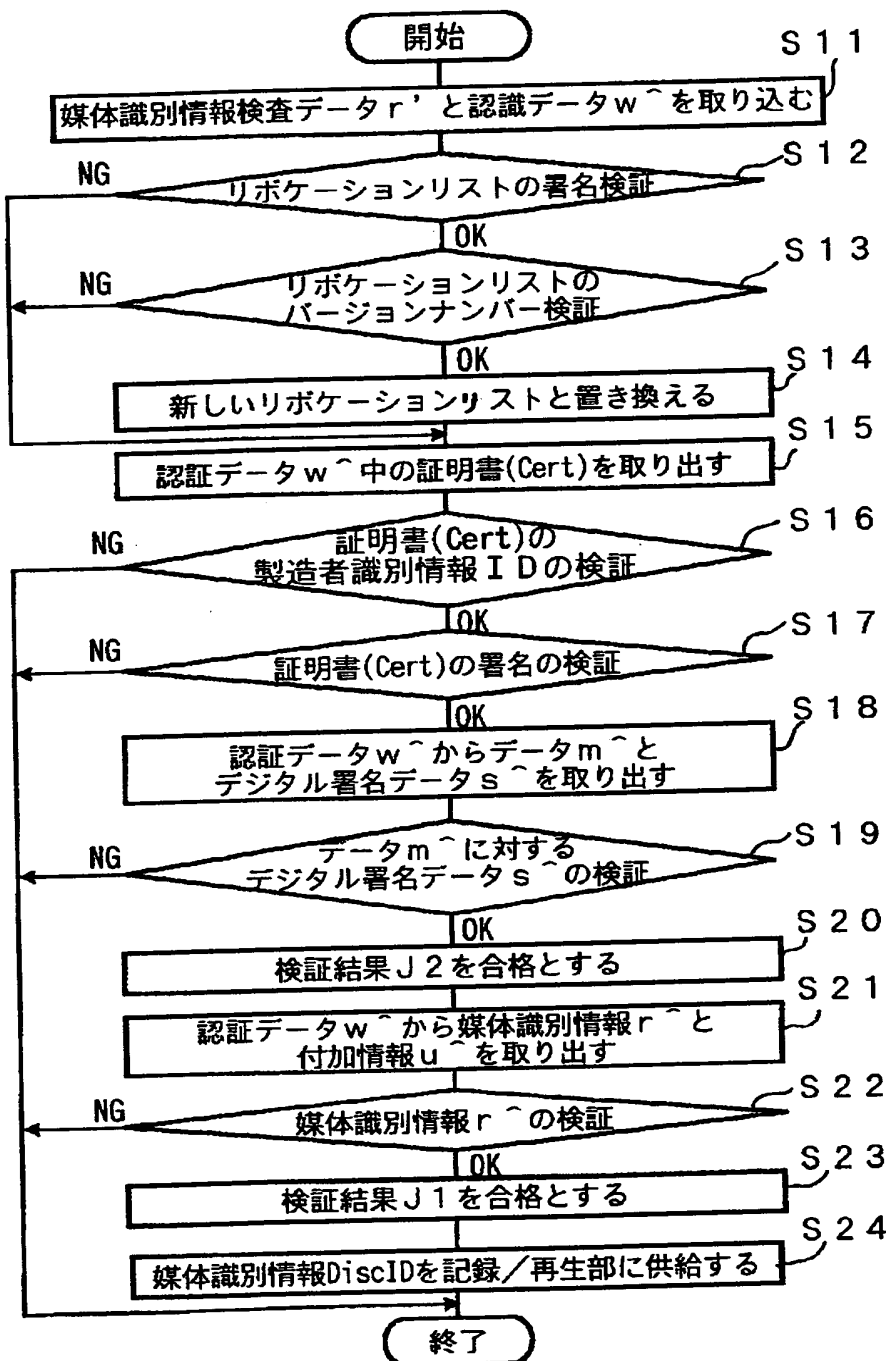 開始
S11
媒体識別情報検査データr'と認識データw^を取り込む
S12
NG
リボケーションリストの署名検証
OK
S13
NG
リボケーションリストの
バージョンナンバー検証
OK
S14
新しいリボケーションリストと置き換える
S15
認証データw^中の証明書(Cert)を取り出す
S16
NG
証明書(Cert)の
製造者識別情報IDの検証
OK
S17
NG
証明書(Cert)の署名の検証
OK
S18
認証データw^からデータm^と
デジタル署名データs^を取り出す
S19
NG
データm^に対する
デジタル署名データs^の検証
OK
S20
検証結果J2を合格とする
S21
認証データw^から媒体識別情報r^と
付加情報u^を取り出す
S22
NG
媒体識別情報r^の検証
OK
S23
検証結果J1を合格とする
S24
媒体識別情報DiscIDを記録/再生部に供給する
終了